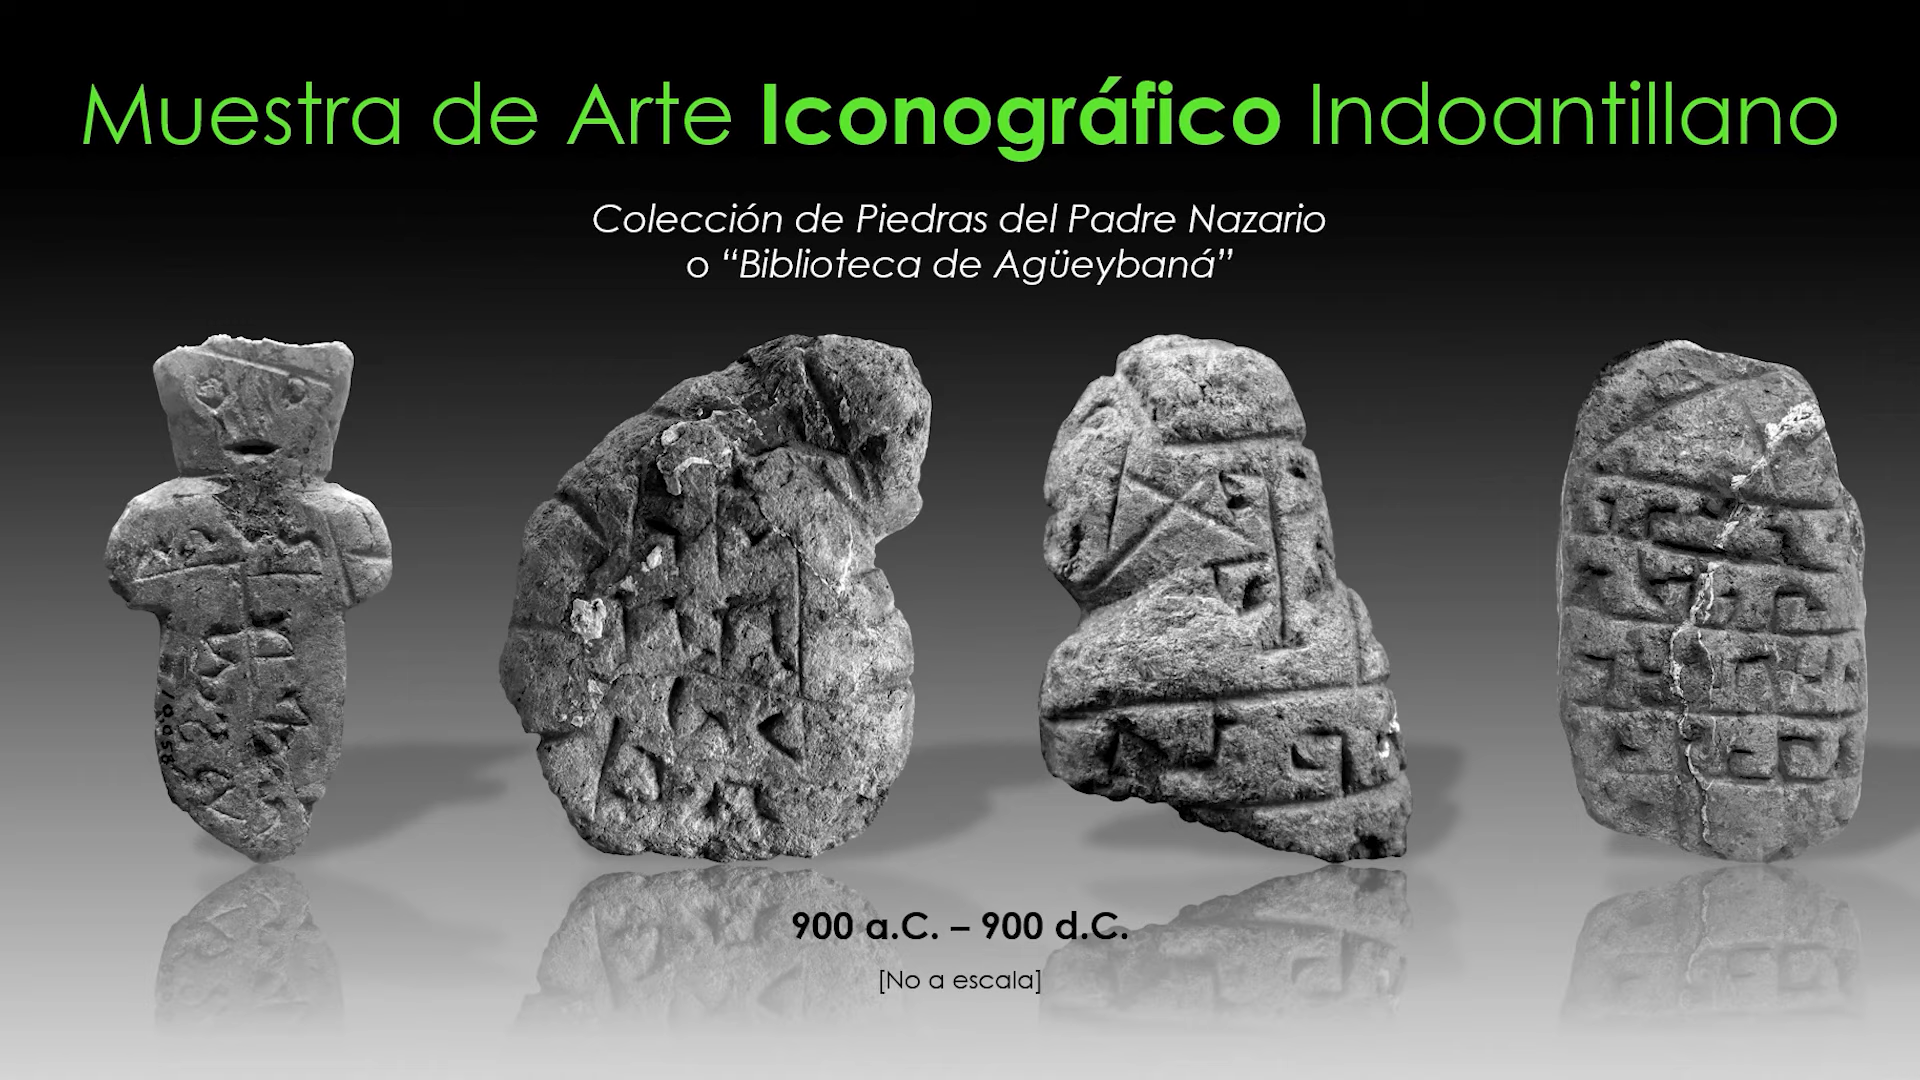 Muestra de Arte Iconográfico Indoantillano
Colección de Piedras del Padre Nazario
o “Biblioteca de Agüeybaná”
900 a.C. – 900 d.C.
[No a escala]